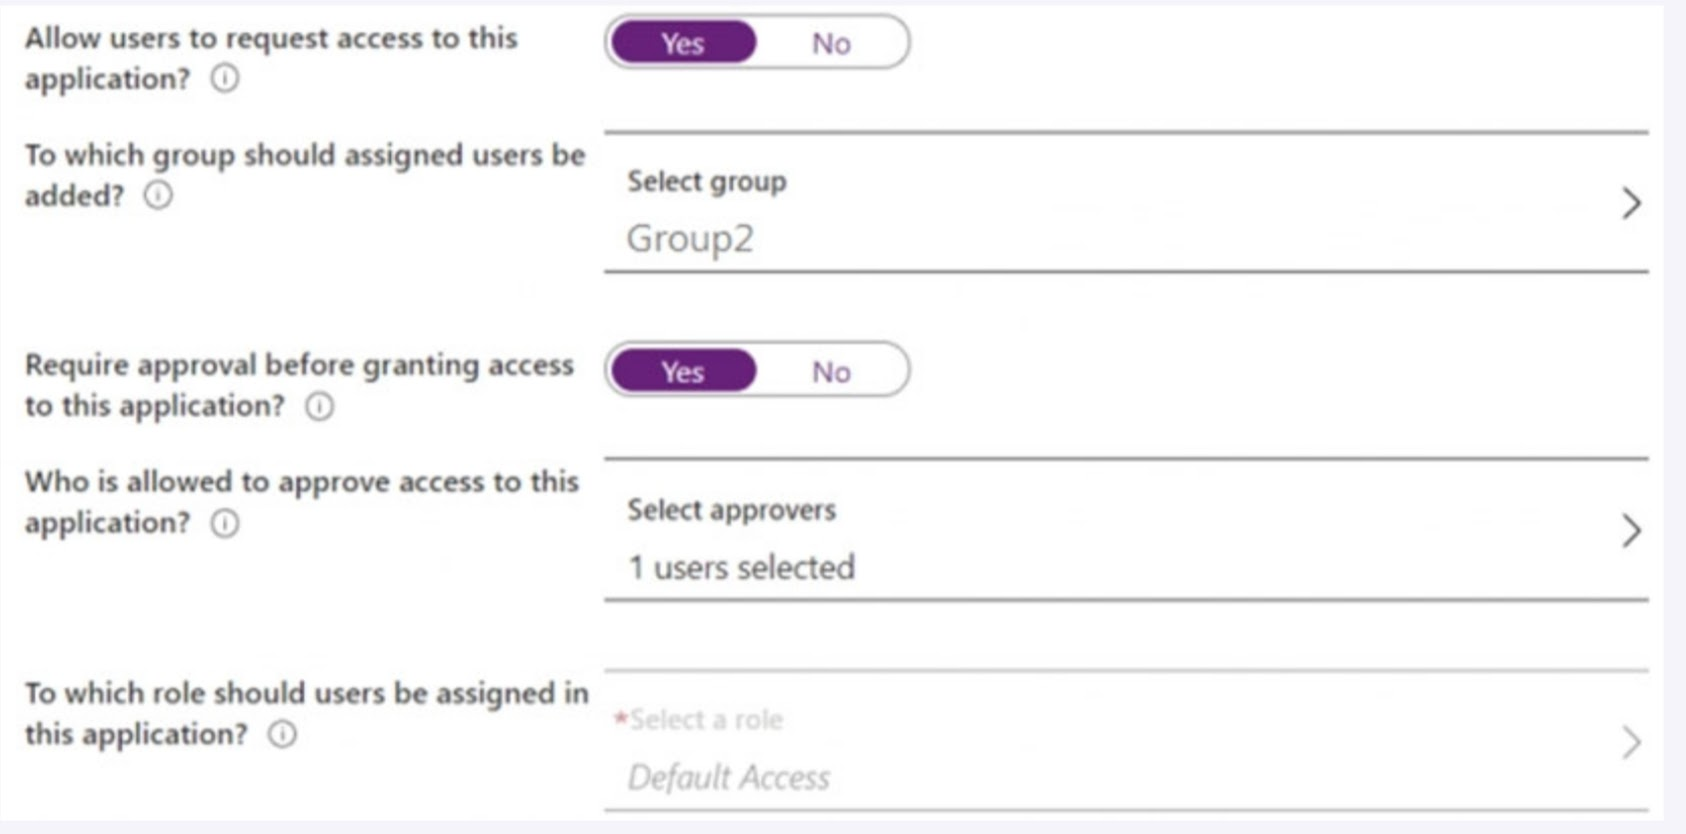 Allow users to request access to this
application?
Yes No
To which group should assigned users be
added?
Select group
Group2
Require approval before granting access
to this application?
Yes No
Who is allowed to approve access to this
application?
Select approvers
1 users selected
To which role should users be assigned in
this application?
*Select a role
Default Access